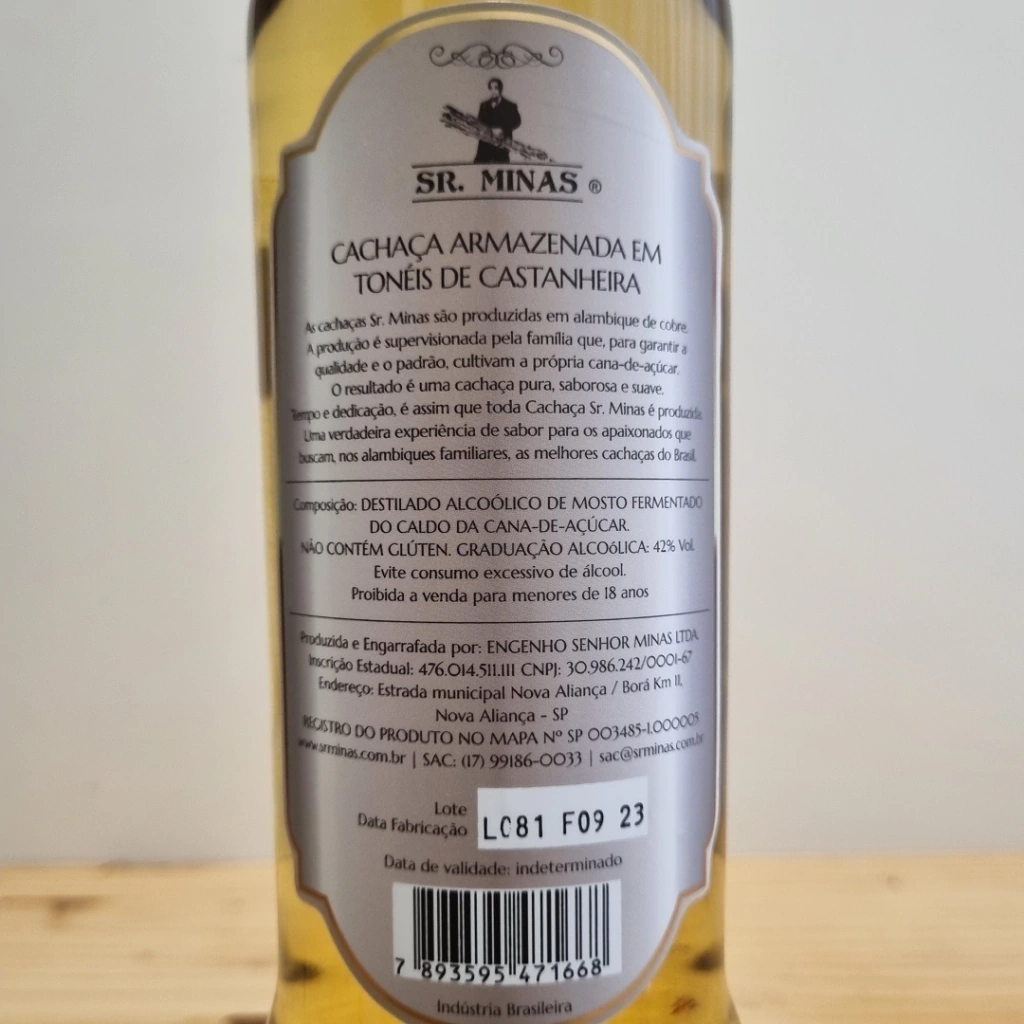 SR. MINAS ®
CACHAÇA ARMAZENADA EM
TONÉIS DE CASTANHEIRA
As cachaças Sr. Minas são produzidas em alambique de cobre.
A produção é supervisionada pela família que, para garantir a
qualidade e o padrão, cultivam a própria cana-de-açúcar.
O resultado é uma cachaça pura, saborosa e suave.
Tempo e dedicação, é assim que toda Cachaça Sr. Minas é produzida.
Uma verdadeira experiência de sabor para os apaixonados que
buscam, nos alambiques familiares, as melhores cachaças do Brasil.
Composição: DESTILADO ALCOÓLICO DE MOSTO FERMENTADO
DO CALDO DA CANA-DE-AÇÚCAR.
NÃO CONTÉM GLÚTEN. GRADUAÇÃO ALCOóLICA: 42% Vol.
Evite consumo excessivo de álcool.
Proibida a venda para menores de 18 anos
Produzida e Engarrafada por: ENGENHO SENHOR MINAS LTDA.
Inscrição Estadual: 476.014.511.111 CNPJ: 30.986.242/0001-67
Endereço: Estrada municipal Nova Aliança / Borá Km 11,
Nova Aliança - SP
REGISTRO DO PRODUTO NO MAPA Nº SP 003485-1.000008
www.srminas.com.br | SAC: (17) 99186-0033 | sac@srminas.com.br
Lote
Data Fabricação
L081 F09 23
Data de validade: indeterminado
7 893595 471668
Indústria Brasileira